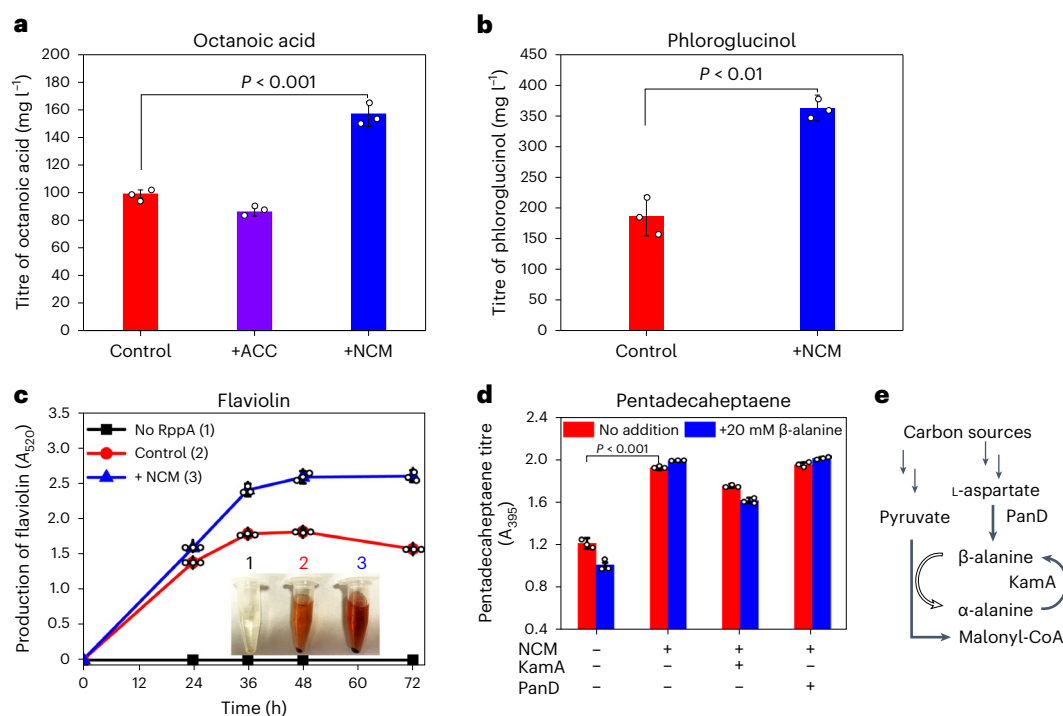 a
Octanoic acid
Titre of octanoic acid (mg l⁻¹)
200
180
160
140
120
100
80
60
40
20
0
P < 0.001
Control
+ACC
+NCM
b
Phloroglucinol
Titre of phloroglucinol (mg l⁻¹)
450
400
350
300
250
200
150
100
50
0
P < 0.01
Control
+NCM
c
Flaviolin
Production of flaviolin (A₅₂₀)
3.5
3.0
2.5
2.0
1.5
1.0
0.5
0
No RppA (1)
Control (2)
+ NCM (3)
1 2 3
0 12 24 36 48 60 72
Time (h)
d
Pentadecaheptaene
Pentadecaheptaene titre
(A₃₉₅)
2.4
2.0
1.6
1.2
0.8
0.4
No addition
+20 mM β-alanine
P < 0.001
NCM – + + +
KamA – – + –
PanD – – – +
e
Carbon sources
L-aspartate
Pyruvate
PanD
β-alanine
KamA
α-alanine
Malonyl-CoA